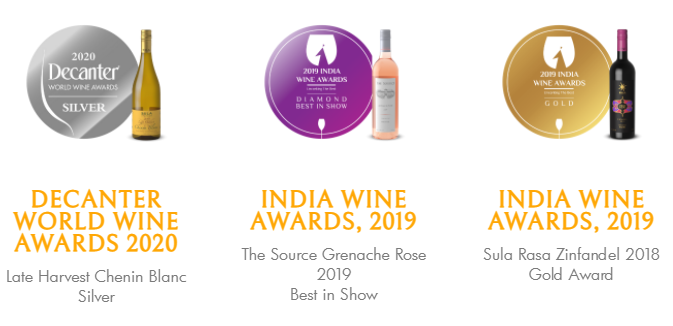 2020
Decanter
WORLD WINE AWARDS
SILVER
2019 INDIA
WINE AWARDS
DIAMOND
BEST IN SHOW
2019 INDIA
WINE AWARDS
GOLD
DECANTER
WORLD WINE
AWARDS 2020
Late Harvest Chenin Blanc
Silver
INDIA WINE
AWARDS, 2019
The Source Grenache Rose
2019
Best in Show
INDIA WINE
AWARDS, 2019
Sula Rasa Zinfandel 2018
Gold Award